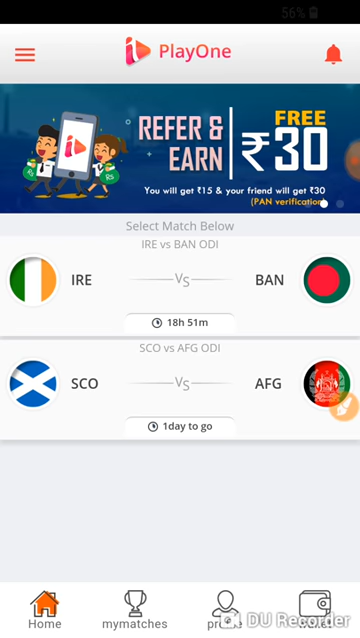 56%
PlayOne
REFER &
EARN
FREE
₹30
You will get ₹15 & your friend will get ₹30
(PAN verification)
Select Match Below
IRE vs BAN ODI
IRE
VS
BAN
18h 51m
SCO vs AFG ODI
SCO
VS
AFG
1day to go
Home
mymatches
DU Recorder